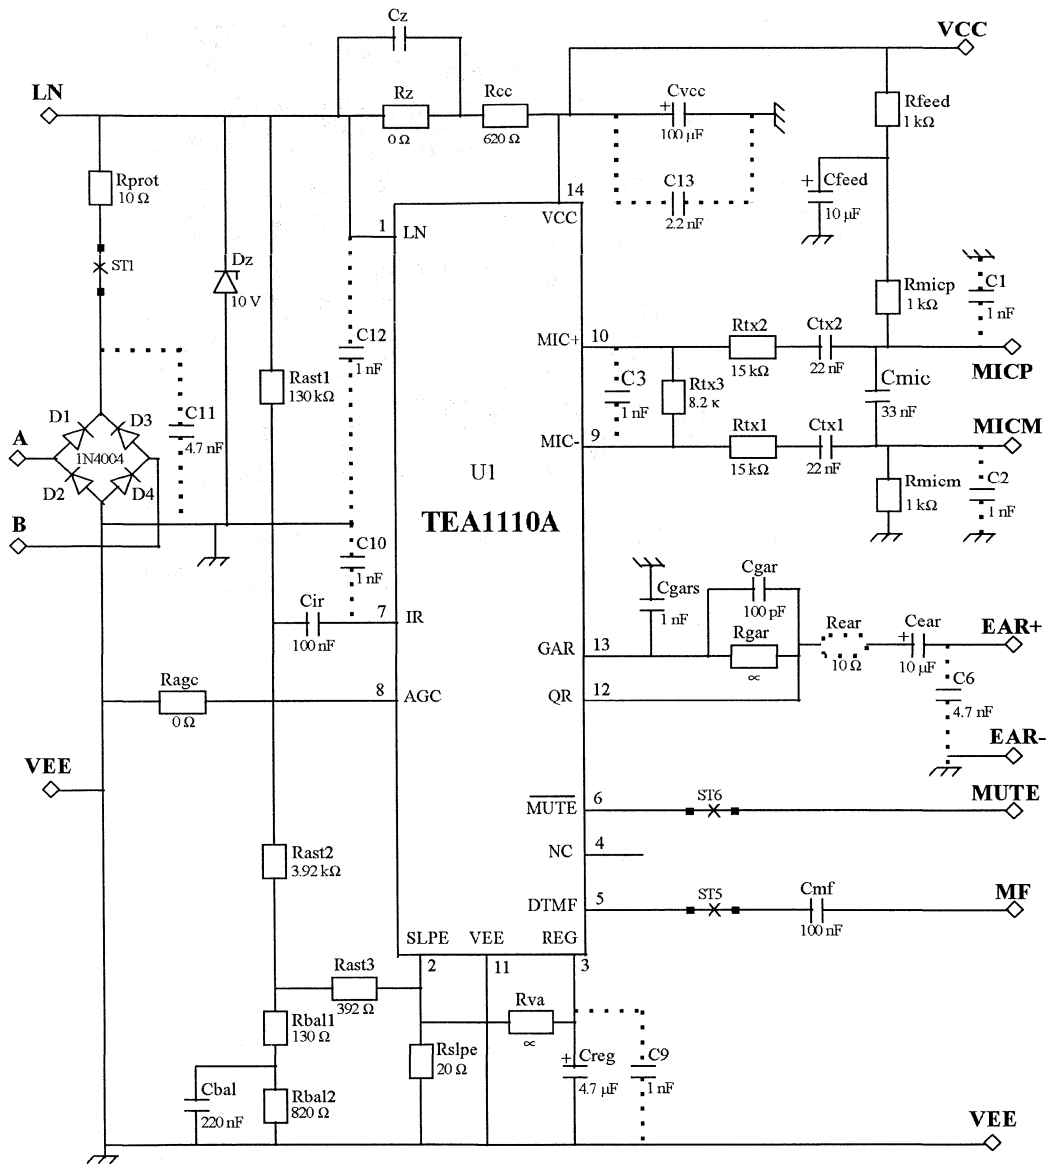 Cz
VCC
LN
Rz
0 Ω
Rcc
620 Ω
Cvcc
+
100 µF
Rfeed
1 kΩ
Rprot
10 Ω
C13
2.2 nF
Cfeed
+
10 µF
14
VCC
1
LN
ST1
Dz
10 V
Rmicp
1 kΩ
C1
1 nF
C12
1 nF
MIC+
10
Rtx2
15 kΩ
Ctx2
22 nF
MICP
Rast1
130 kΩ
C3
1 nF
Rtx3
8.2 к
Cmic
33 nF
D1
D3
C11
4.7 nF
A
1N4004
MIC-
9
Rtx1
15 kΩ
Ctx1
22 nF
MICM
D2
D4
U1
Rmicm
1 kΩ
C2
1 nF
B
TEA1110A
C10
1 nF
Cgars
1 nF
Cgar
100 pF
Cir
100 nF
7
IR
GAR
13
Rgar
∝
Rear
10 Ω
Cear
+
10 µF
EAR+
Ragc
0 Ω
8
AGC
QR
12
C6
4.7 nF
EAR-
VEE
MUTE
6
ST6
MUTE
Rast2
3.92 kΩ
NC
4
DTMF
5
ST5
Cmf
100 nF
MF
SLPE
VEE
REG
2
11
3
Rast3
392 Ω
Rva
∝
Rbal1
130 Ω
Rslpe
20 Ω
+
Creg
4.7 µF
C9
1 nF
Cbal
220 nF
Rbal2
820 Ω
VEE